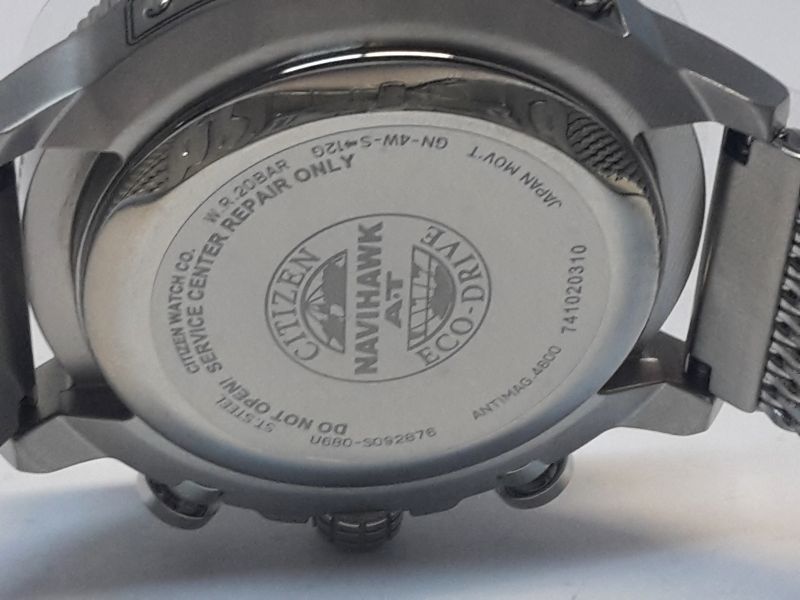 CITIZEN WATCH CO.
W.R.20BAR
GN-4W-S
12G
JAPAN MOV'T
741020310
ANTIMAG.4800
U680-S092876
ST.STEEL
DO NOT OPEN! SERVICE CENTER REPAIR ONLY
CITIZEN
NAVIHAWK
A·T
ECO-DRIVE